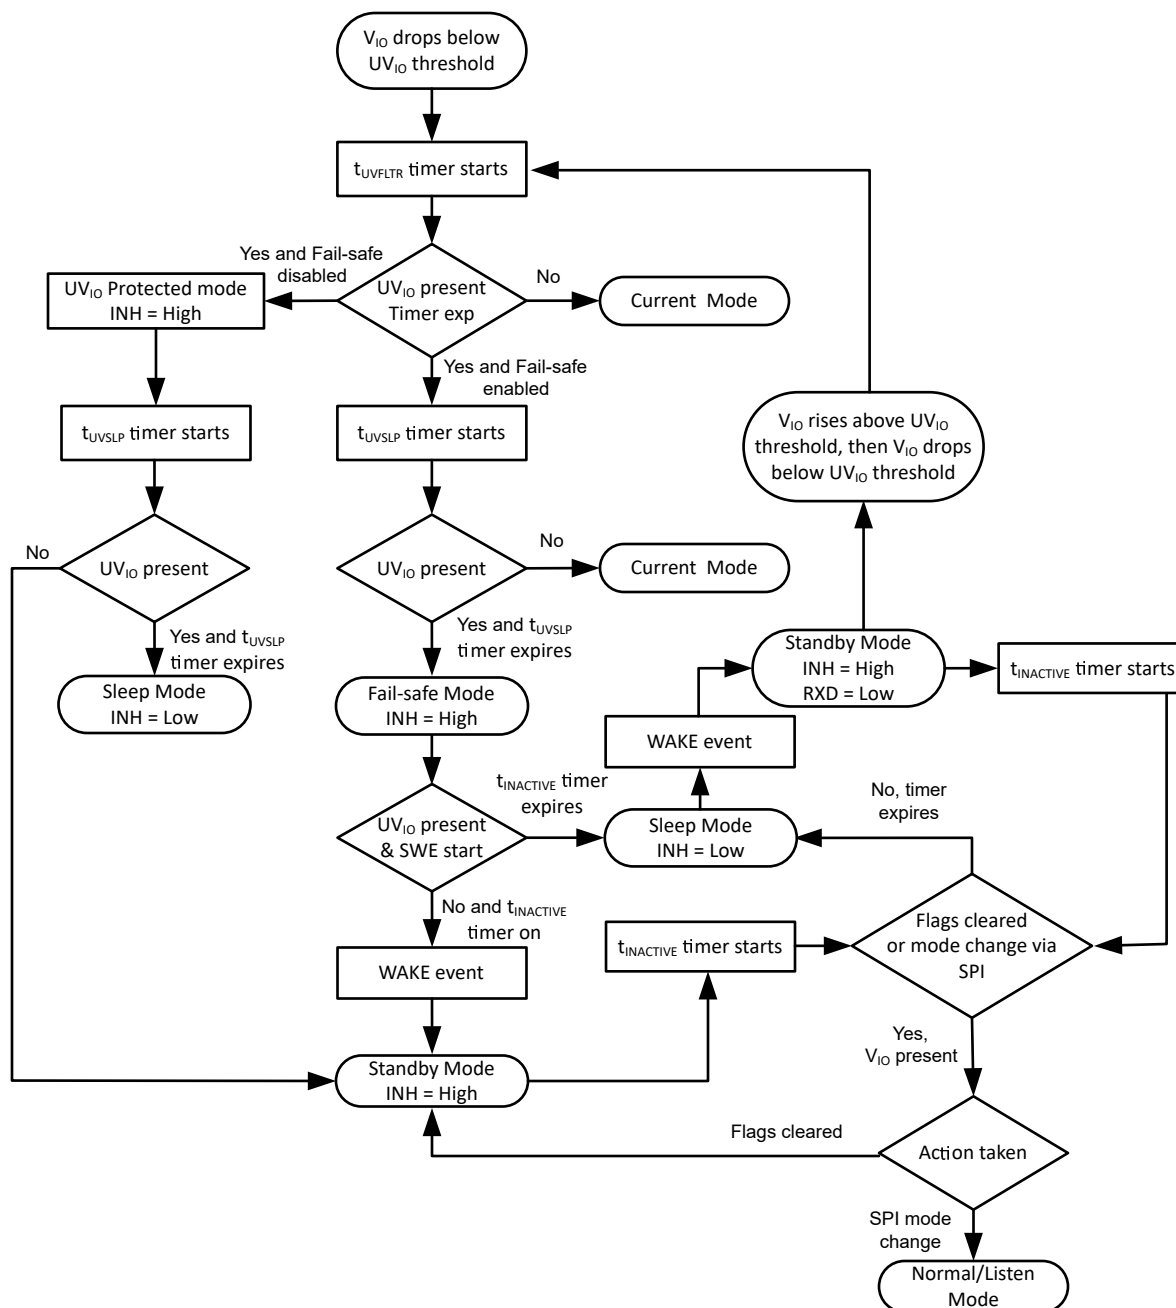 VIO drops below
UVIO threshold
tUVFLTR timer starts
Yes and Fail-safe
disabled
UVIO Protected mode
INH = High
UVIO present
Timer exp
No
Current Mode
Yes and Fail-safe
enabled
tUVSLP timer starts
tUVSLP timer starts
VIO rises above UVIO
threshold, then VIO drops
below UVIO threshold
No
UVIO present
UVIO present
No
Current Mode
Yes and tUVSLP
timer expires
Yes and tUVSLP
timer expires
Sleep Mode
INH = Low
Fail-safe Mode
INH = High
Standby Mode
INH = High
RXD = Low
tINACTIVE timer starts
WAKE event
tINACTIVE timer
expires
No, timer
expires
UVIO present
& SWE start
Sleep Mode
INH = Low
No and tINACTIVE
timer on
WAKE event
tINACTIVE timer starts
Flags cleared
or mode change via
SPI
Yes,
VIO present
Standby Mode
INH = High
Flags cleared
Action taken
SPI mode
change
Normal/Listen
Mode